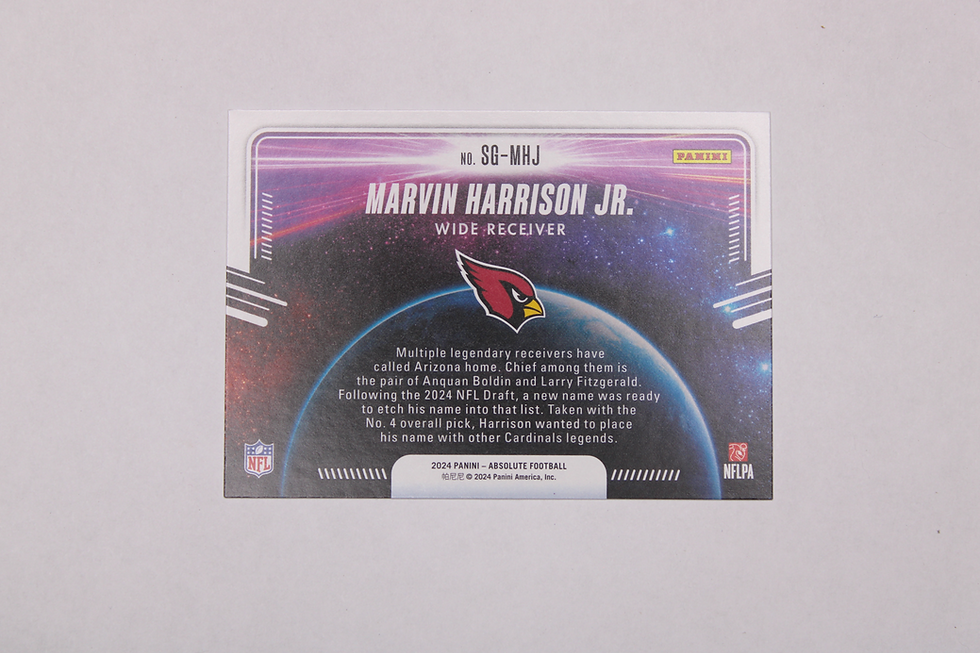 NO. SG-MHJ
PANINI
MARVIN HARRISON JR.
WIDE RECEIVER
Multiple legendary receivers have
called Arizona home. Chief among them is
the pair of Anquan Boldin and Larry Fitzgerald.
Following the 2024 NFL Draft, a new name was ready
to etch his name into that list. Taken with the
No. 4 overall pick, Harrison wanted to place
his name with other Cardinals legends.
NFL
2024 PANINI – ABSOLUTE FOOTBALL
帕尼尼 © 2024 Panini America, Inc.
NFLPA